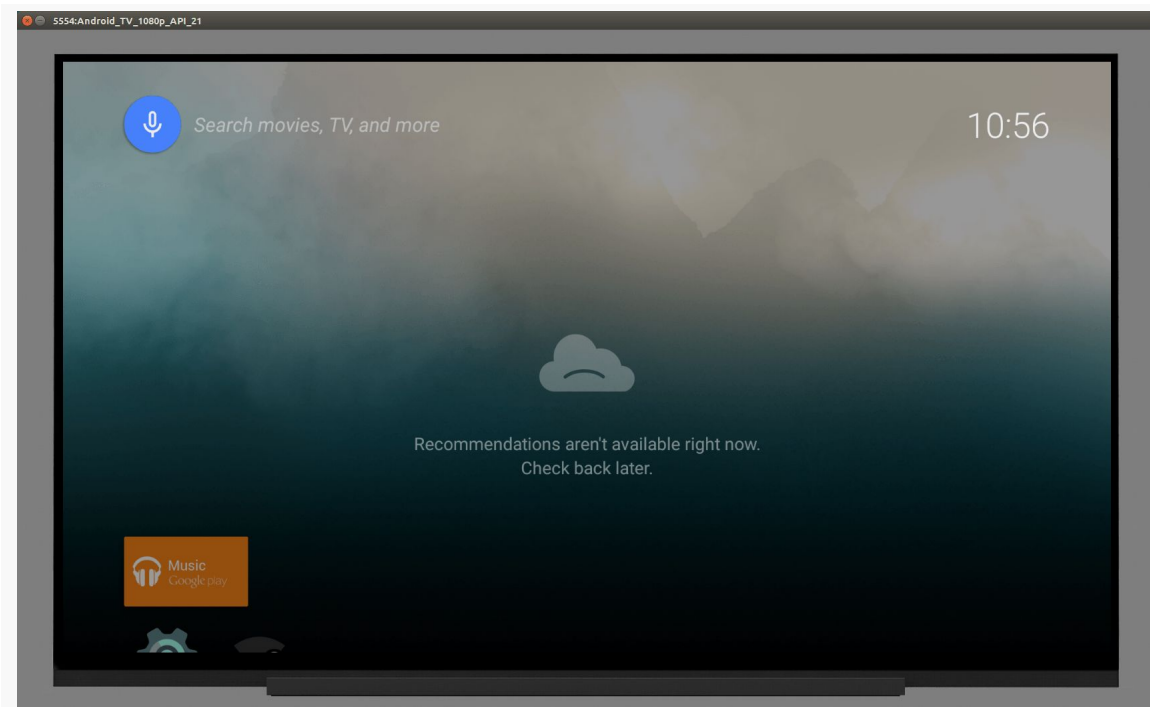 5554:Android_TV_1080p_API_21
Search movies, TV, and more
10:56
Recommendations aren't available right now.
Check back later.
Music
Google play